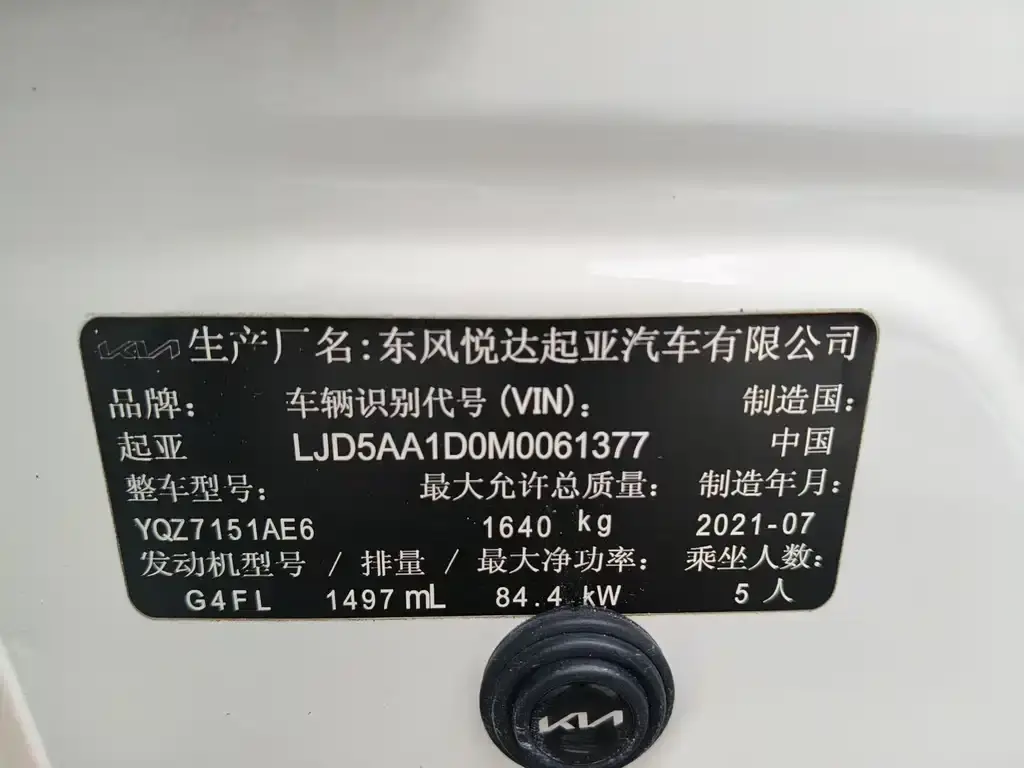 KIA 生产厂名:东风悦达起亚汽车有限公司
品牌: 车辆识别代号(VIN): 制造国:
起亚 LJD5AA1D0M0061377 中国
整车型号: 最大允许总质量: 制造年月:
YQZ7151AE6 1640 kg 2021-07
发动机型号 / 排量 / 最大净功率: 乘坐人数:
G4FL 1497 mL 84.4 kW 5 人
KIA